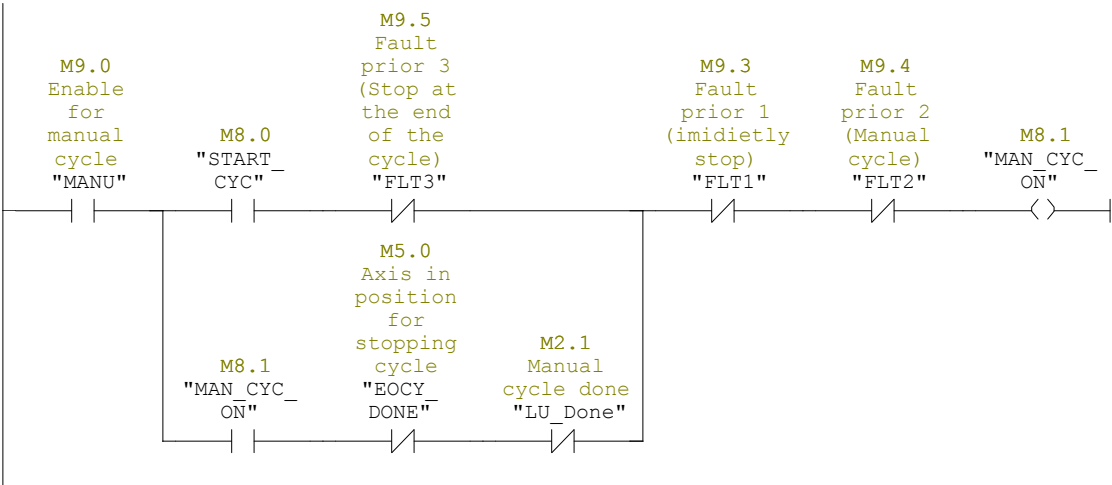 M9.0
Enable
for
manual
cycle
"MANU"
M8.0
"START_
CYC"
M9.5
Fault
prior 3
(Stop at
the end
of the
cycle)
"FLT3"
M9.3
Fault
prior 1
(imidietly
stop)
"FLT1"
M9.4
Fault
prior 2
(Manual
cycle)
"FLT2"
M8.1
"MAN_CYC_
ON"
M8.1
"MAN_CYC_
ON"
M5.0
Axis in
position
for
stopping
cycle
"EOCY_
DONE"
M2.1
Manual
cycle done
"LU_Done"